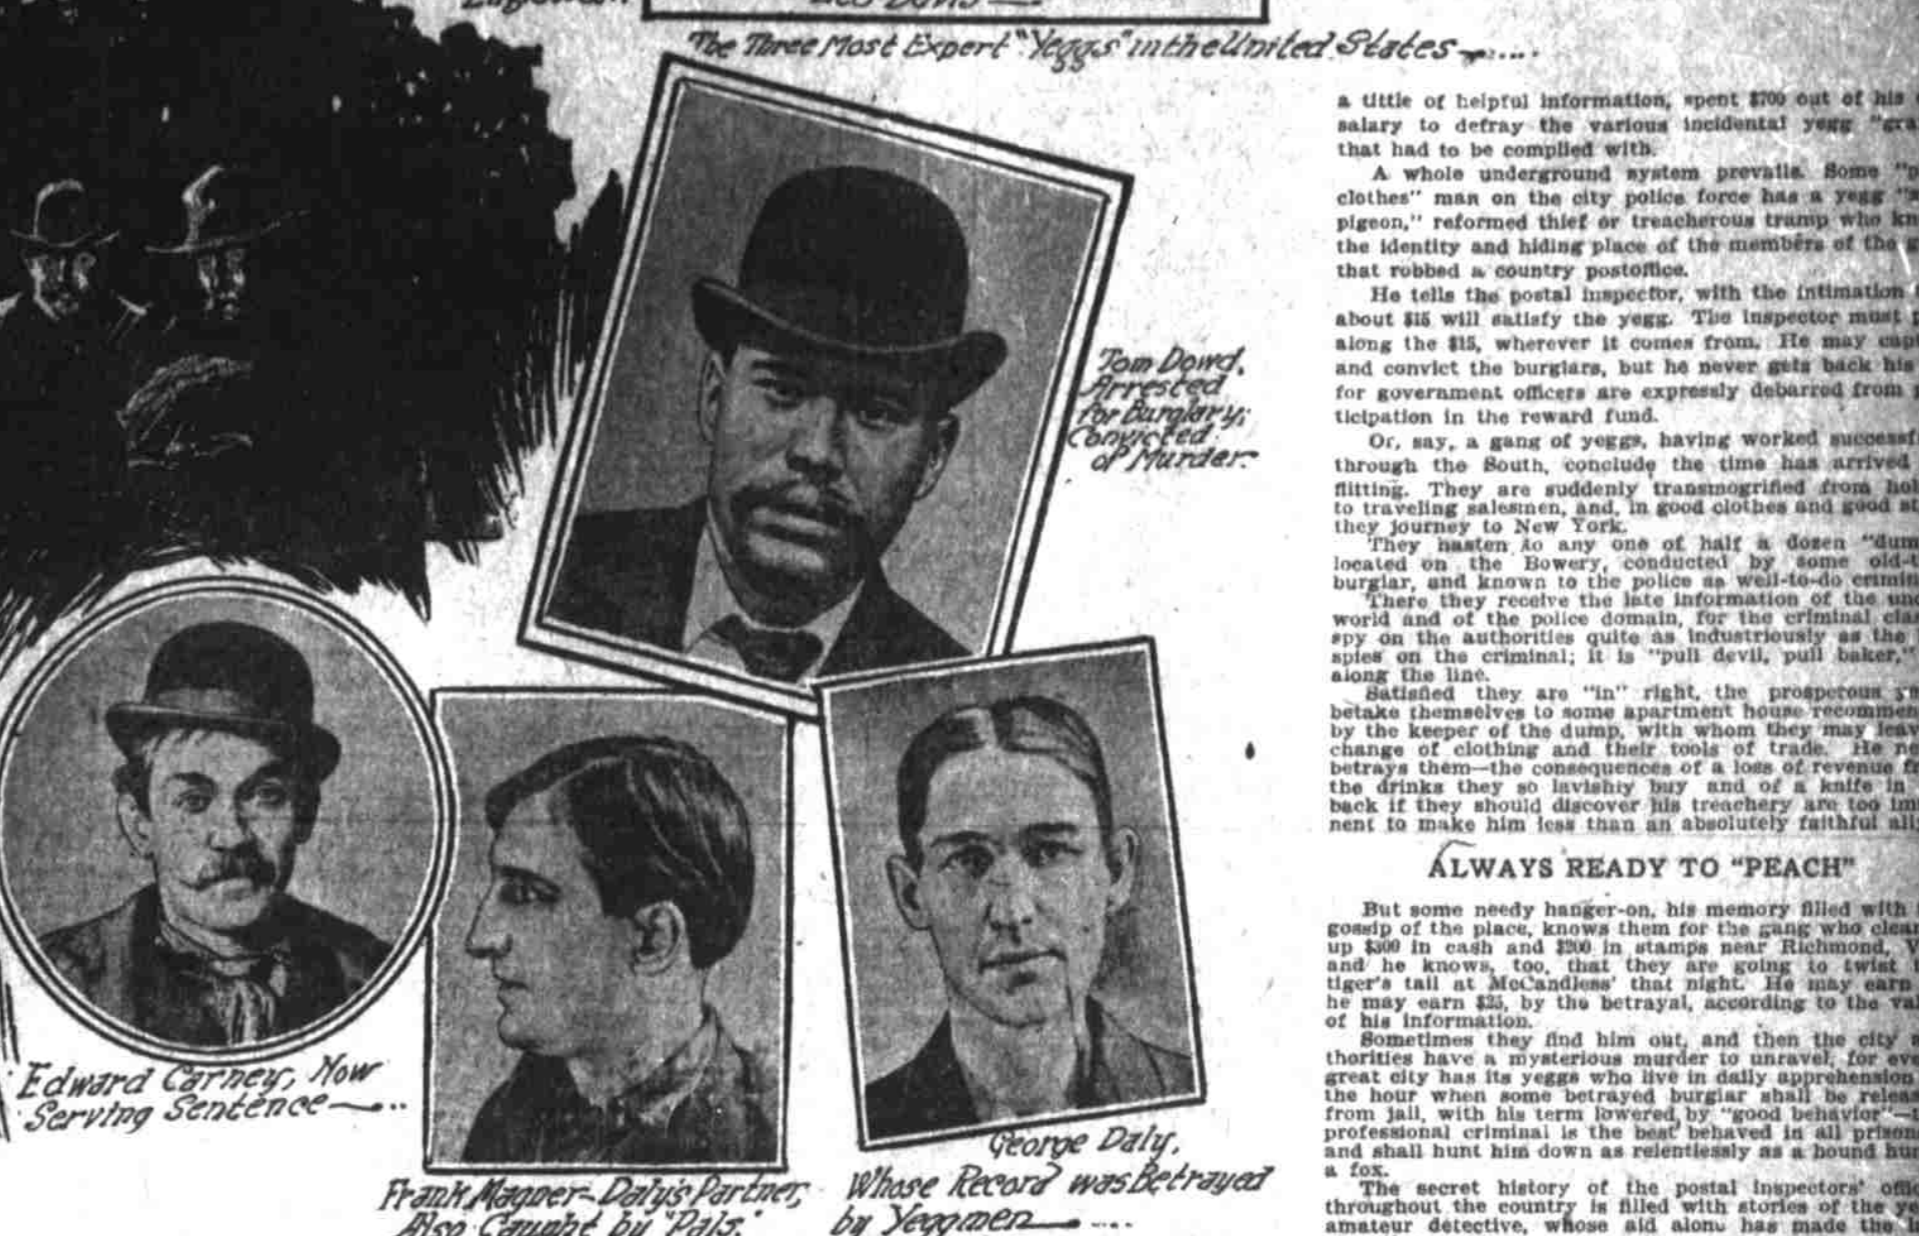 The Three Most Expert "Yeggs" in the United States
Tom Dowd,
Arrested
for Burglary;
Convicted
of Murder.
Edward Carney, Now
Serving Sentence
Frank Magner - Daly's Partner,
Also Caught by "Pals."
George Daly,
Whose Record was Betrayed
by Yeggmen
a tittle of helpful information, spent $700 out of his
salary to defray the various incidental yegg
that had to be complied with.
A whole underground system prevails. Some
clothes" man on the city police force has a yegg
pigeon," reformed thief or treacherous tramp who
the identity and hiding place of the members of the
that robbed a country postoffice.
He tells the postal inspector, with the intimation
about $15 will satisfy the yegg. The inspector must
along the $15, wherever it comes from. He may
and convict the burglars, but he never gets back his
for government officers are expressly debarred from
ticipation in the reward fund.
Or, say, a gang of yeggs, having worked
through the South, conclude the time has arrived
flitting. They are suddenly transmogrified from
to traveling salesmen, and, in good clothes and good
they journey to New York.
They hasten to any one of half a dozen
located on the Bowery, conducted by some
burglar, and known to the police as well-to-do
There they receive the late information of the
world and of the police domain, for the criminal
spy on the authorities quite as industriously as the
spies on the criminal; it is "pull devil, pull baker,"
along the line.
Satisfied they are "in" right, the prosperous
betake themselves to some apartment house
by the keeper of the dump, with whom they may
change of clothing and their tools of trade. He
betrays them—the consequences of a loss of revenue
the drinks they so lavishly buy and of a knife in
back if they should discover his treachery are too
nent to make him less than an absolutely faithful
ALWAYS READY TO "PEACH"
But some needy hanger-on, his memory filled with
gossip of the place, knows them for the gang who
up $300 in cash and $200 in stamps near Richmond,
and he knows, too, that they are going to twist
tiger's tail at McCandless' that night. He may earn
he may earn $25, by the betrayal, according to the
of his information.
Sometimes they find him out, and then the city
thorities have a mysterious murder to unravel, for
great city has its yeggs who live in daily apprehension
the hour when some betrayed burglar shall be
from jail, with his term lowered by "good behavior"—
professional criminal is the best behaved in all
and shall hunt him down as relentlessly as a hound
a fox.
The secret history of the postal inspectors'
throughout the country is filled with stories of the
amateur detective, whose aid alone has made the